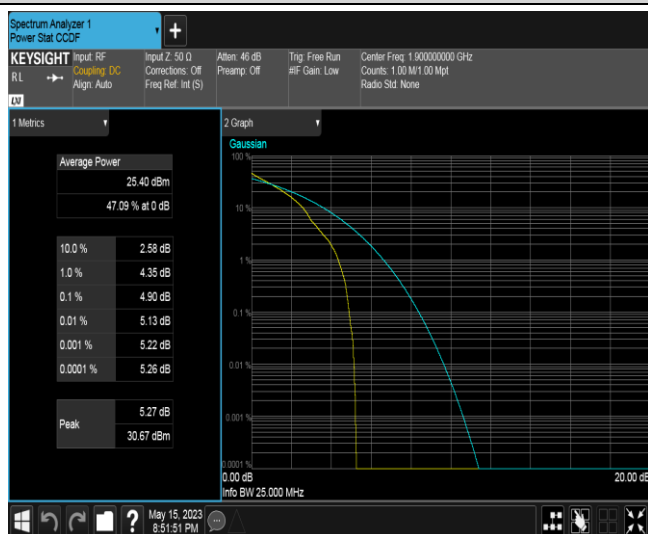 Spectrum Analyzer 1
Power Stat CCDF
+
KEYSIGHT
RL
LXI
Input: RF
Coupling: DC
Align: Auto
Input Z: 50 Ω
Corrections: Off
Freq Ref: Int (S)
Atten: 46 dB
Preamp: Off
Trig: Free Run
#IF Gain: Low
Center Freq: 1.900000000 GHz
Counts: 1.00 M/1.00 Mpt
Radio Std: None
1 Metrics
Average Power
25.40 dBm
47.09 % at 0 dB
10.0 % 2.58 dB
1.0 % 4.35 dB
0.1 % 4.90 dB
0.01 % 5.13 dB
0.001 % 5.22 dB
0.0001 % 5.26 dB
Peak
5.27 dB
30.67 dBm
2 Graph
Gaussian
100 %
10 %
1 %
0.1 %
0.01 %
0.001 %
0.0001 %
0.00 dB
20.00 dB
Info BW 25.000 MHz
?
May 15, 2023
8:51:51 PM